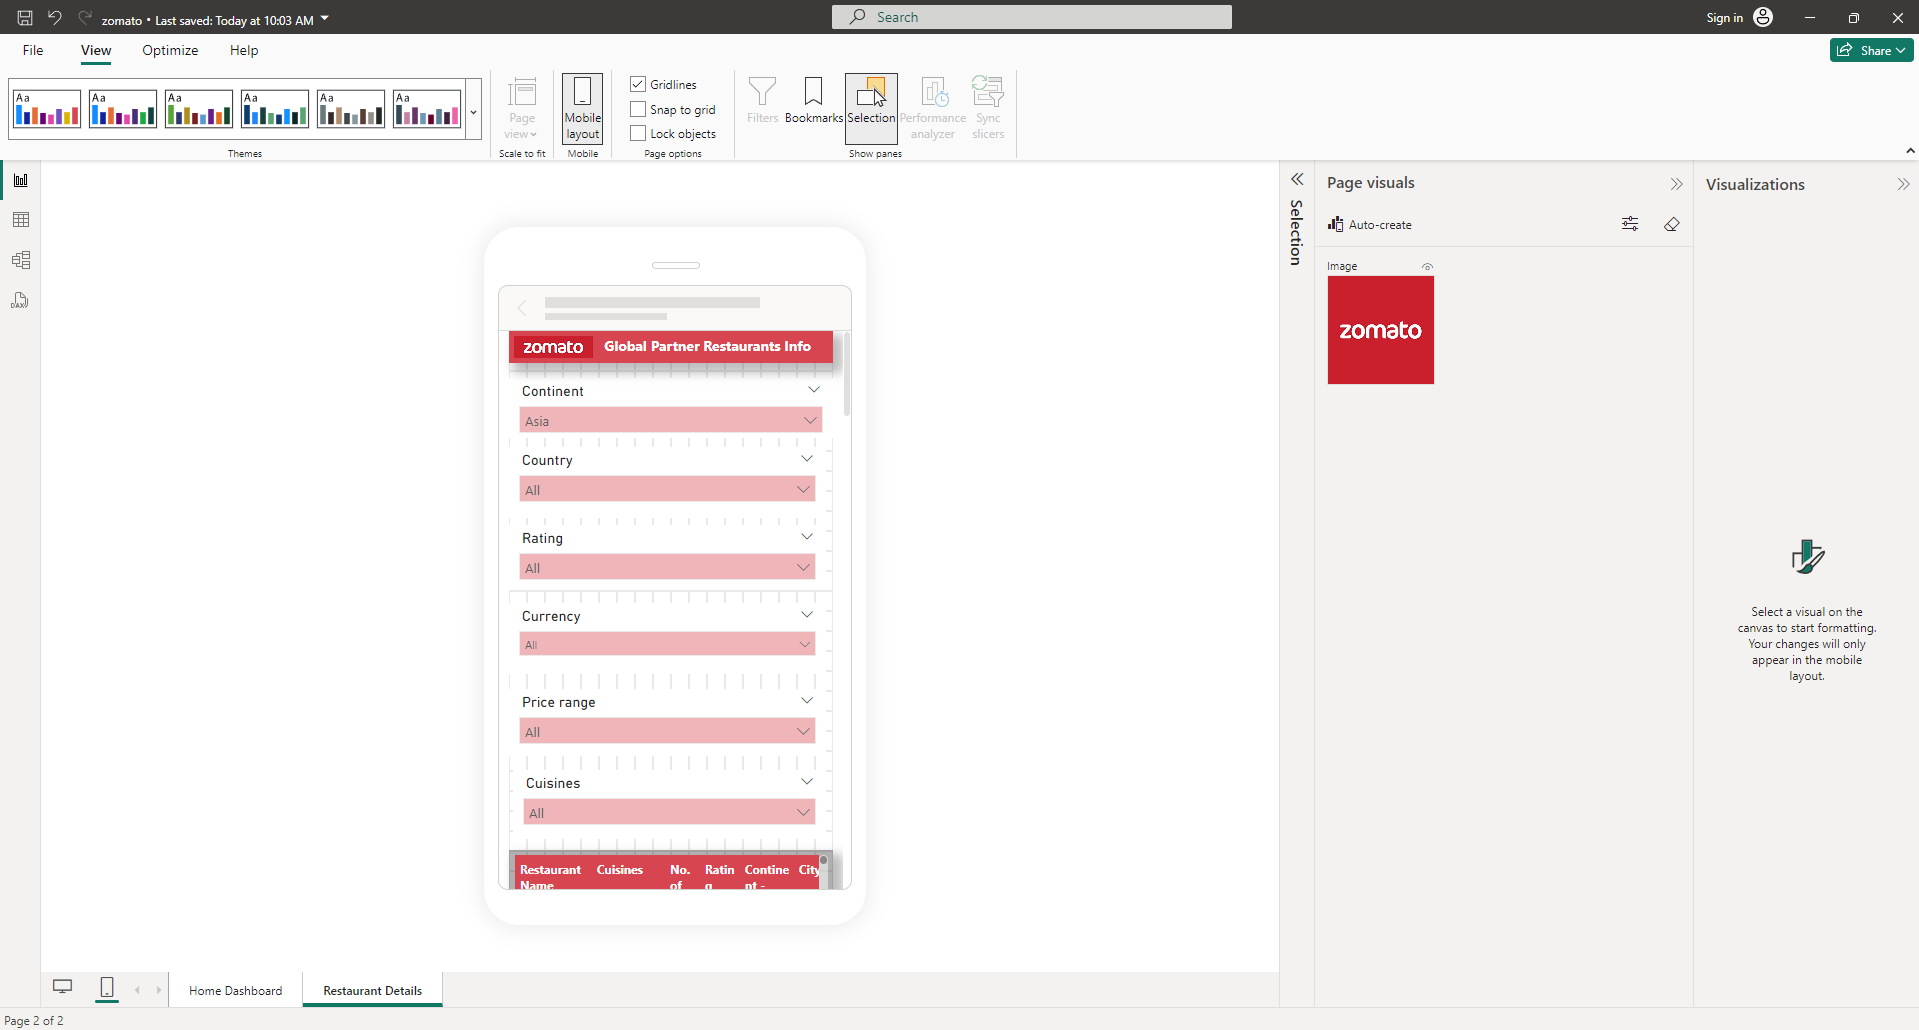 zomato • Last saved: Today at 10:03 AM
Search
Sign in
File
View
Optimize
Help
Share
Aa
Aa
Aa
Aa
Aa
Aa
Themes
Page
view
Scale to fit
Mobile
layout
Mobile
Gridlines
Snap to grid
Lock objects
Page options
Filters
Bookmarks
Selection
Performance
analyzer
Sync
slicers
Show panes
DAX
Selection
Page visuals
Auto-create
Image
zomato
Visualizations
Select a visual on the
canvas to start formatting.
Your changes will only
appear in the mobile
layout.
zomato
Global Partner Restaurants Info
Continent
Asia
Country
All
Rating
All
Currency
All
Price range
All
Cuisines
All
Restaurant
Name
Cuisines
No.
of
Ratin
g
Contine
nt -
City
Home Dashboard
Restaurant Details
Page 2 of 2